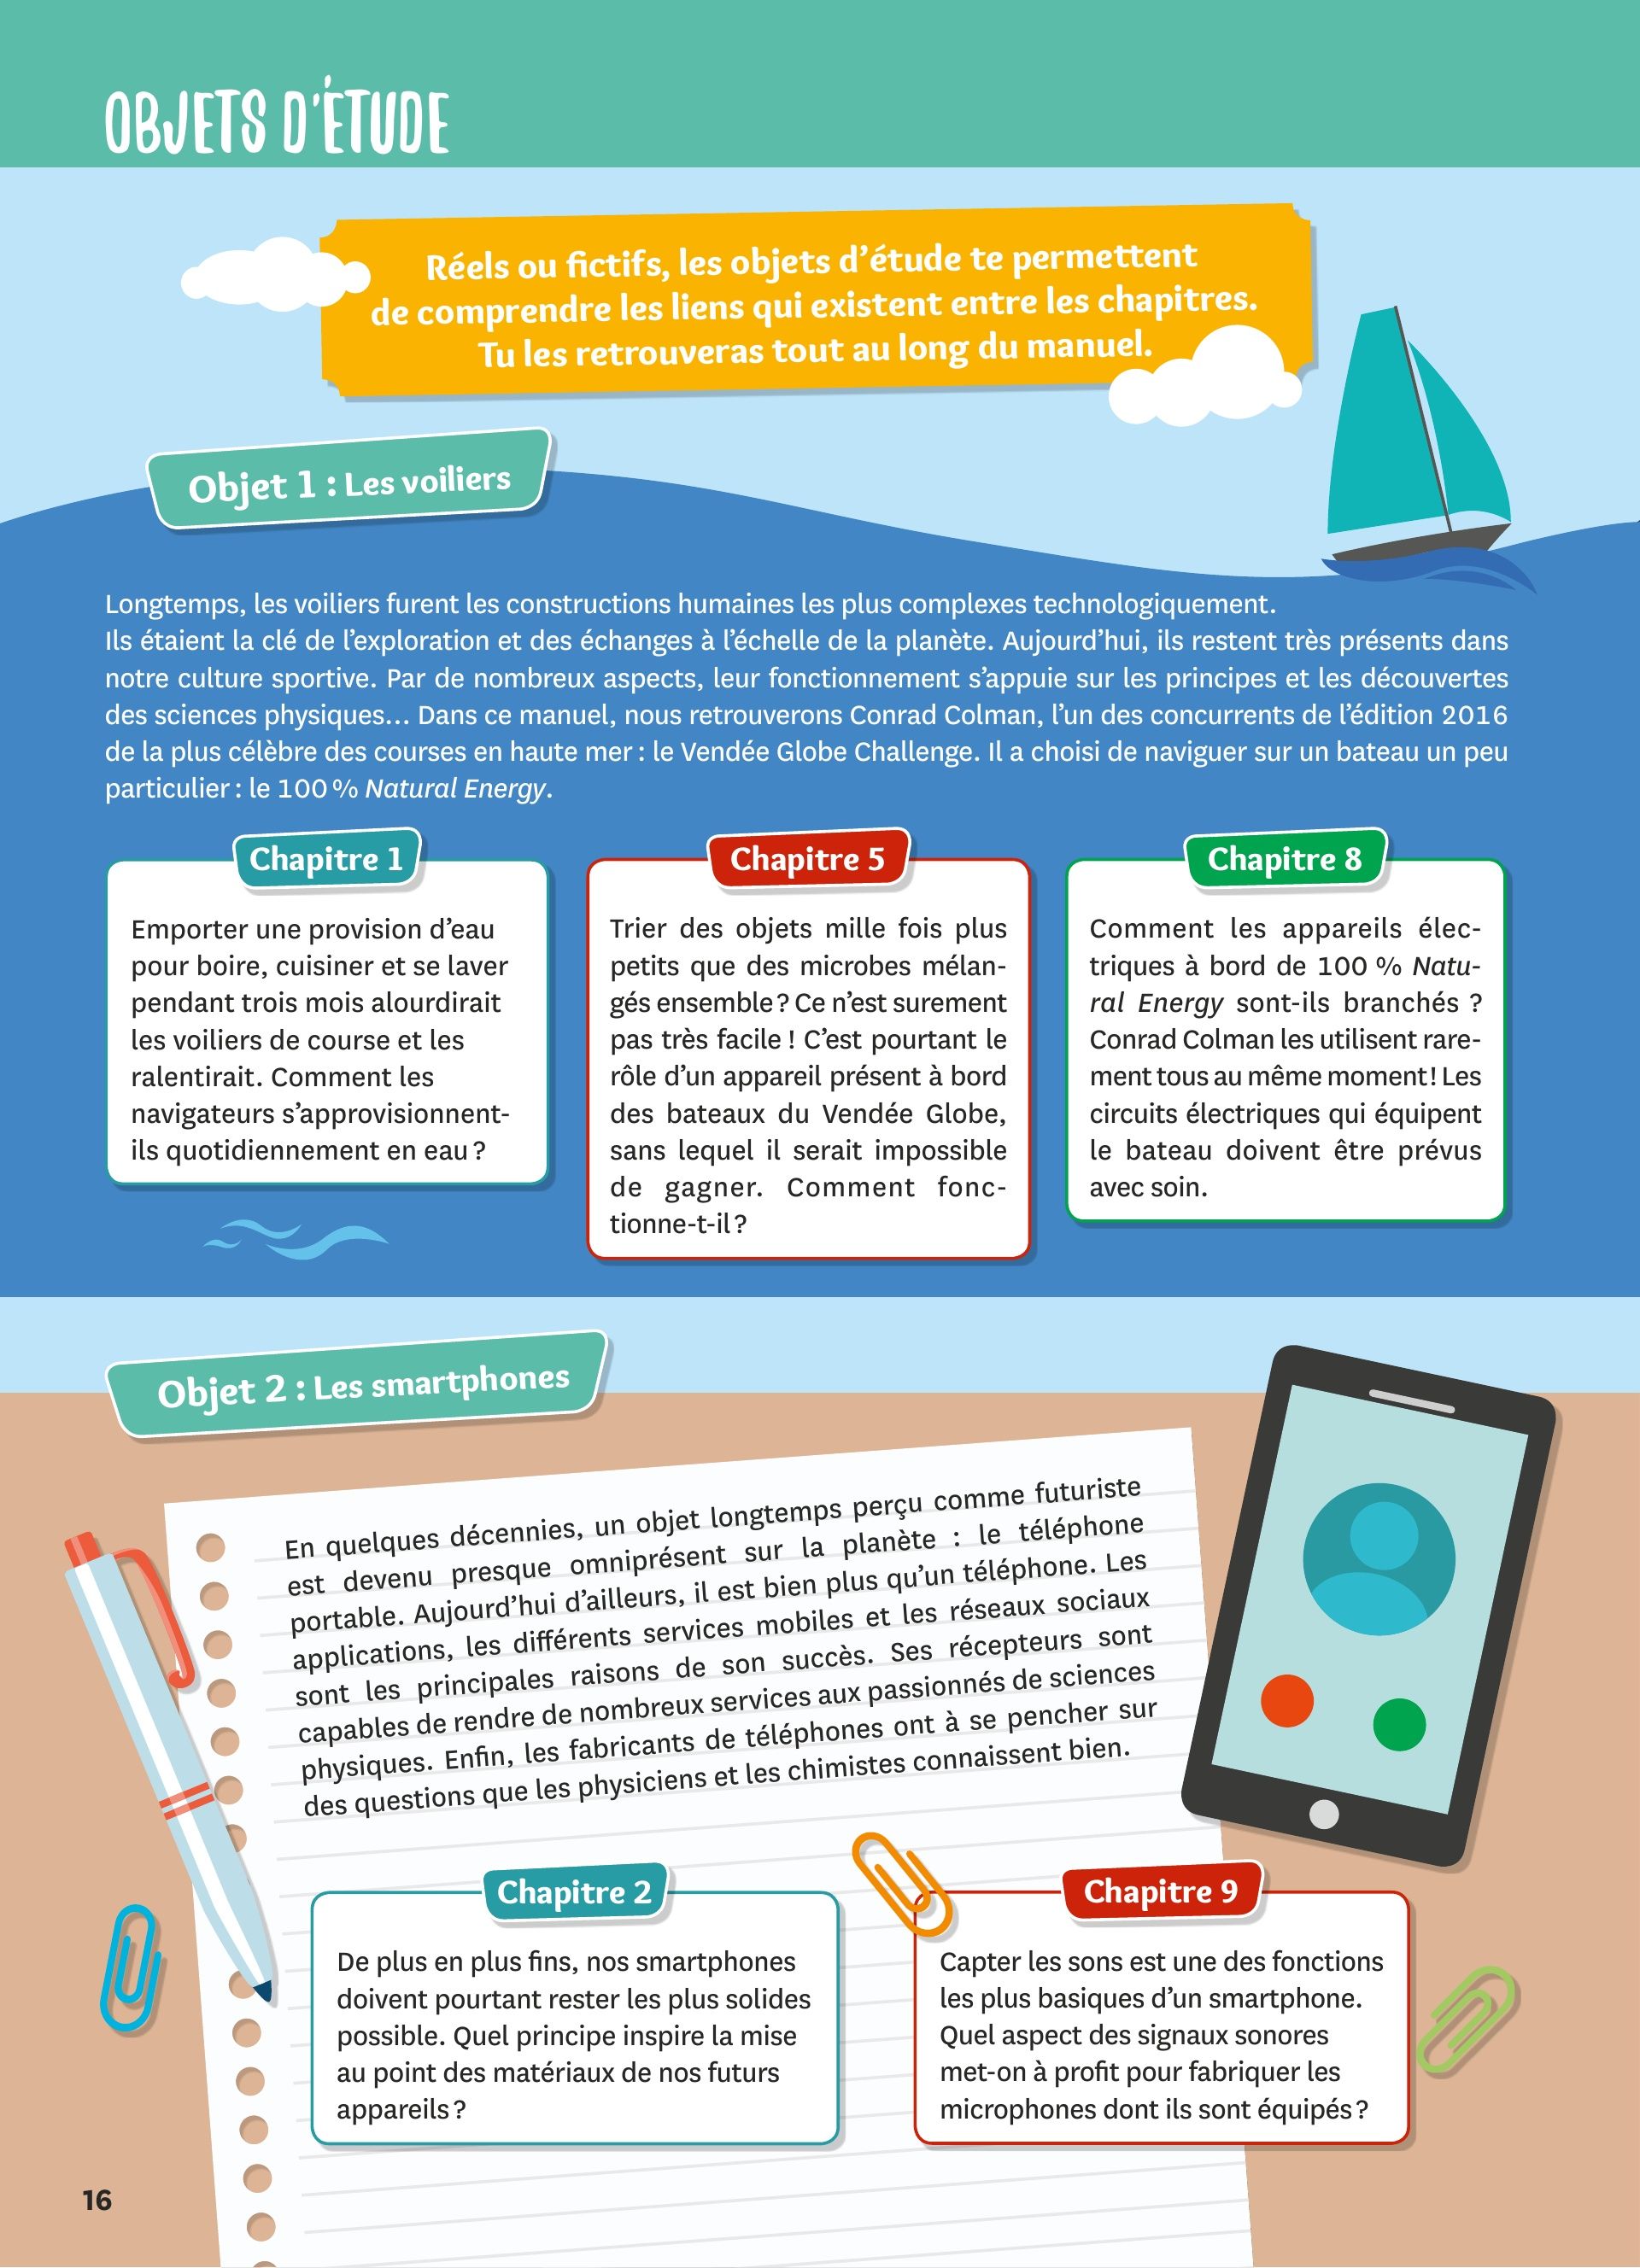 OBJETS D'ÉTUDE
Réels ou fictifs, les objets d'étude te permettent
de comprendre les liens qui existent entre les chapitres.
Tu les retrouveras tout au long du manuel.
Objet 1 : Les voiliers
Longtemps, les voiliers furent les constructions humaines les plus complexes technologiquement.
Ils étaient la clé de l'exploration et des échanges à l'échelle de la planète. Aujourd'hui, ils restent très présents dans
notre culture sportive. Par de nombreux aspects, leur fonctionnement s'appuie sur les principes et les découvertes
des sciences physiques... Dans ce manuel, nous retrouverons Conrad Colman, l'un des concurrents de l'édition 2016
de la plus célèbre des courses en haute mer : le Vendée Globe Challenge. Il a choisi de naviguer sur un bateau un peu
particulier : le 100 % Natural Energy.
Chapitre 1
Emporter une provision d'eau
pour boire, cuisiner et se laver
pendant trois mois alourdirait
les voiliers de course et les
ralentirait. Comment les
navigateurs s'approvisionnent-
ils quotidiennement en eau ?
Chapitre 5
Trier des objets mille fois plus
petits que des microbes mélan-
gés ensemble ? Ce n'est surement
pas très facile ! C'est pourtant le
rôle d'un appareil présent à bord
des bateaux du Vendée Globe,
sans lequel il serait impossible
de gagner. Comment fonc-
tionne-t-il ?
Chapitre 8
Comment les appareils élec-
triques à bord de 100 % Natu-
ral Energy sont-ils branchés ?
Conrad Colman les utilisent rare-
ment tous au même moment ! Les
circuits électriques qui équipent
le bateau doivent être prévus
avec soin.
Objet 2 : Les smartphones
En quelques décennies, un objet longtemps perçu comme futuriste
est devenu presque omniprésent sur la planète : le téléphone
portable. Aujourd'hui d'ailleurs, il est bien plus qu'un téléphone. Les
applications, les différents services mobiles et les réseaux sociaux
sont les principales raisons de son succès. Ses récepteurs sont
capables de rendre de nombreux services aux passionnés de sciences
physiques. Enfin, les fabricants de téléphones ont à se pencher sur
des questions que les physiciens et les chimistes connaissent bien.
Chapitre 2
De plus en plus fins, nos smartphones
doivent pourtant rester les plus solides
possible. Quel principe inspire la mise
au point des matériaux de nos futurs
appareils ?
Chapitre 9
Capter les sons est une des fonctions
les plus basiques d'un smartphone.
Quel aspect des signaux sonores
met-on à profit pour fabriquer les
microphones dont ils sont équipés ?
16